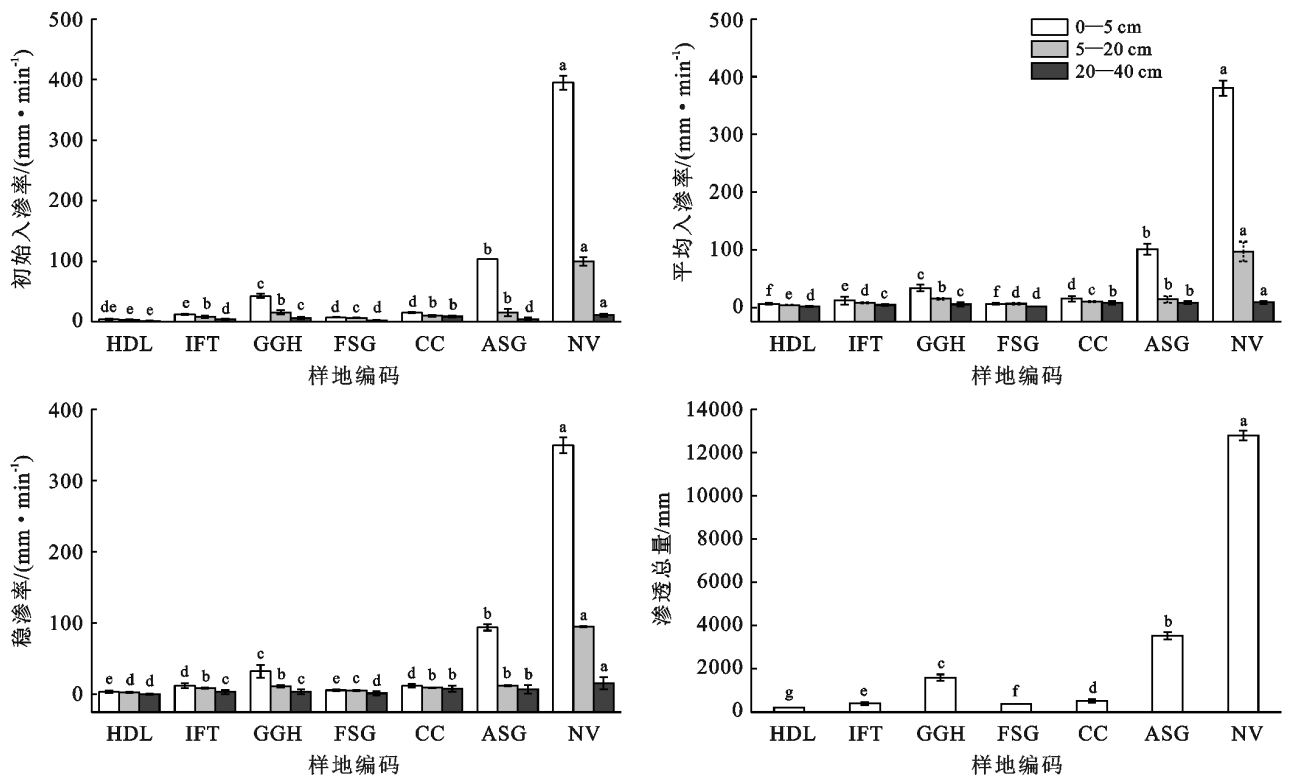 500
400
300
200
100
0
初始入渗率/(mm·min⁻¹)
de e e
e b d
c b c
d c d
c b b
b b d
a a a
HDL IFT GGH FSG CC ASG NV
样地编码
500
400
300
200
100
0
平均入渗率/(mm·min⁻¹)
0—5 cm
5—20 cm
20—40 cm
f e d
e d c
c b c
f d d
d c b
b b b
a a a
HDL IFT GGH FSG CC ASG NV
样地编码
400
300
200
100
0
稳渗率/(mm·min⁻¹)
e d d
d b c
c b c
e c d
d b b
b b b
a a a
HDL IFT GGH FSG CC ASG NV
样地编码
14000
12000
10000
8000
6000
4000
2000
0
渗透总量/mm
g e c f d b a
HDL IFT GGH FSG CC ASG NV
样地编码